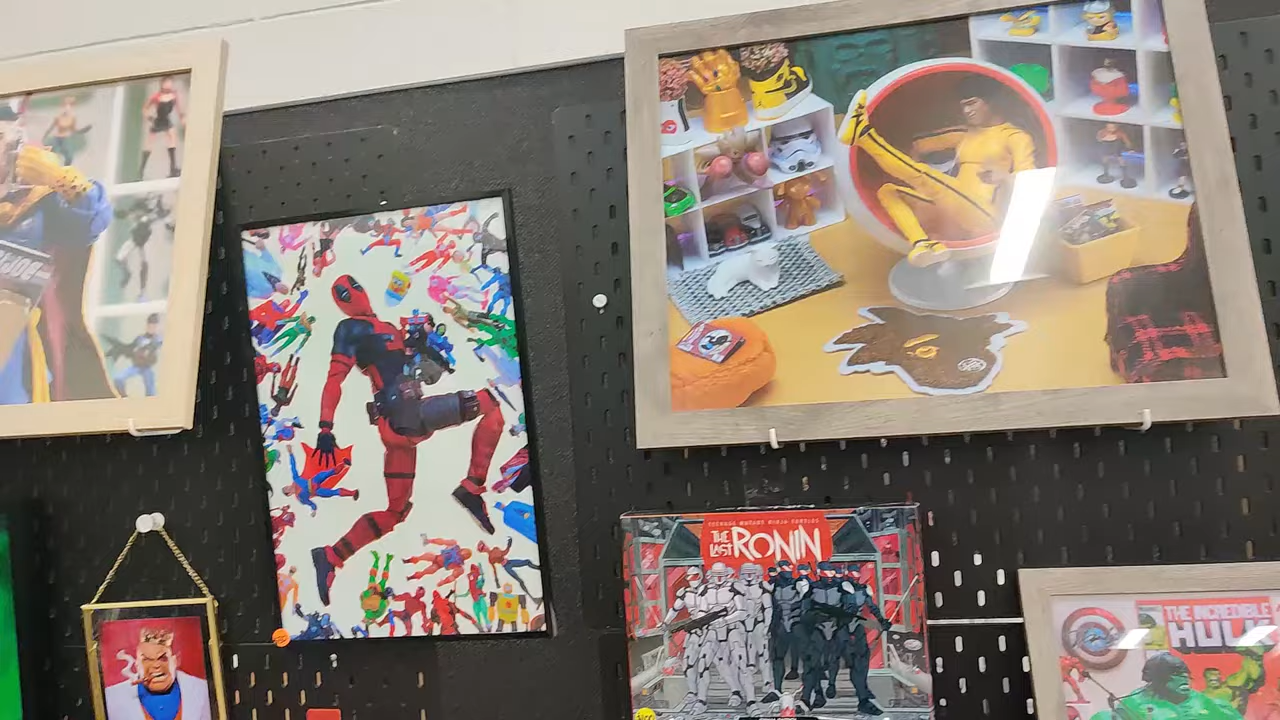 TEENAGE MUTANT NINJA TURTLES
THE
LAST RONIN
THE INCREDIBLE
HULK